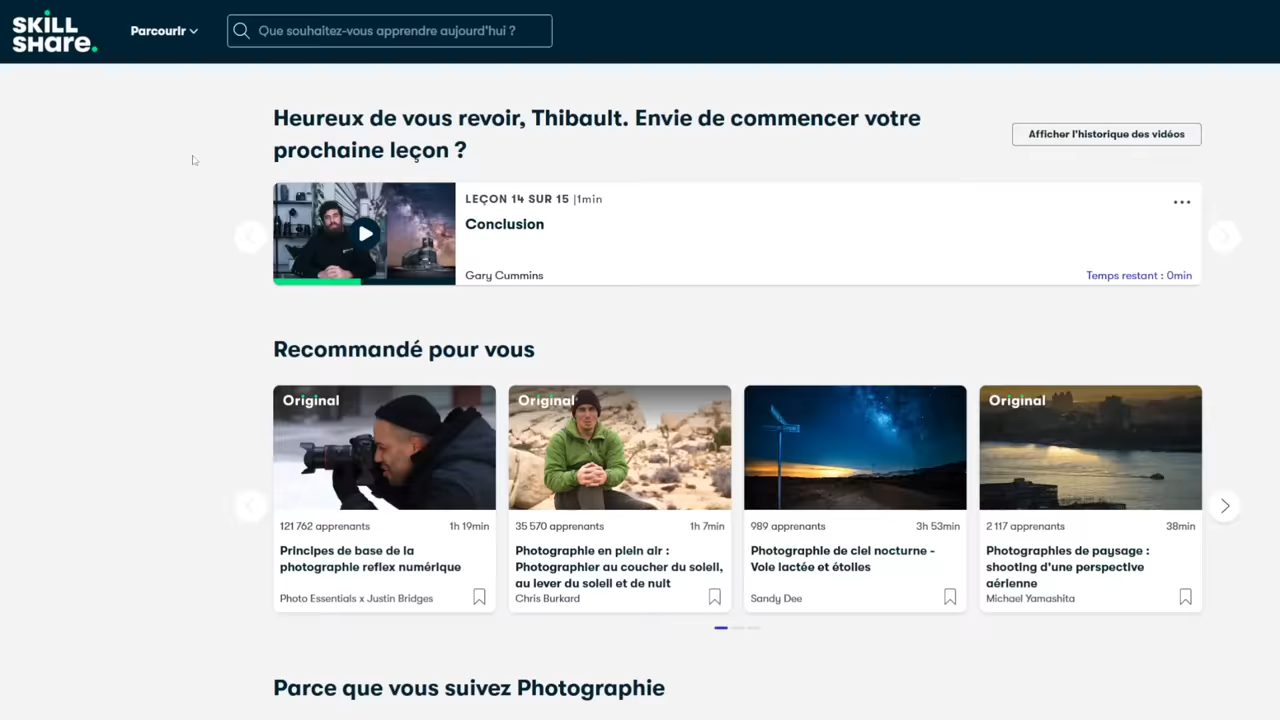 SKILL
SHare.
Parcourir
Que souhaitez-vous apprendre aujourd'hui ?
Heureux de vous revoir, Thibault. Envie de commencer votre
prochaine leçon ?
Afficher l'historique des vidéos
LEÇON 14 SUR 15 |1min
Conclusion
Gary Cummins
Temps restant : 0min
Recommandé pour vous
Original
121 762 apprenants
1h 19min
Principes de base de la
photographie reflex numérique
Photo Essentials x Justin Bridges
Original
35 570 apprenants
1h 7min
Photographie en plein air :
Photographier au coucher du soleil,
au lever du soleil et de nuit
Chris Burkard
989 apprenants
3h 53min
Photographie de ciel nocturne -
Voie lactée et étoiles
Sandy Dee
Original
2 117 apprenants
38min
Photographies de paysage :
shooting d'une perspective
aérienne
Michael Yamashita
Parce que vous suivez Photographie